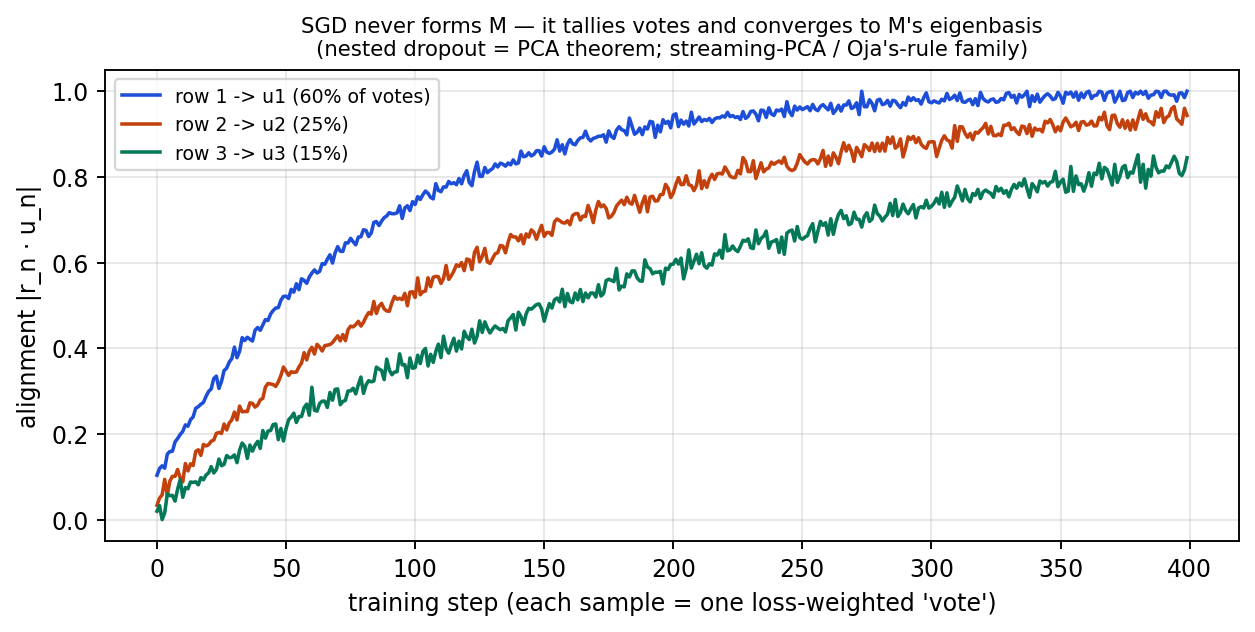 SGD never forms M — it tallies votes and converges to M's eigenbasis
(nested dropout = PCA theorem; streaming-PCA / Oja's-rule family)
row 1 -> u1 (60% of votes)
row 2 -> u2 (25%)
row 3 -> u3 (15%)
alignment |r_n · u_n|
1.0
0.8
0.6
0.4
0.2
0.0
0 50 100 150 200 250 300 350 400
training step (each sample = one loss-weighted 'vote')